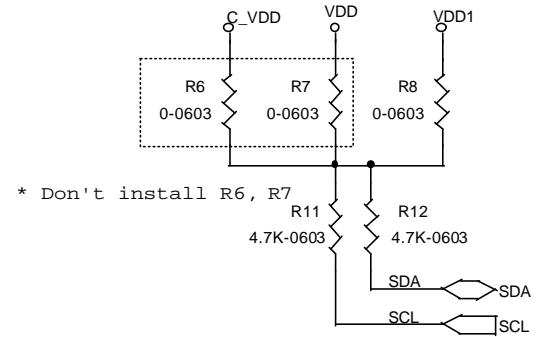 C_VDD VDD VDD1
R6 R7 R8
0-0603 0-0603 0-0603
* Don't install R6, R7
R11 R12
4.7K-0603 4.7K-0603
SDA SDA
SCL SCL